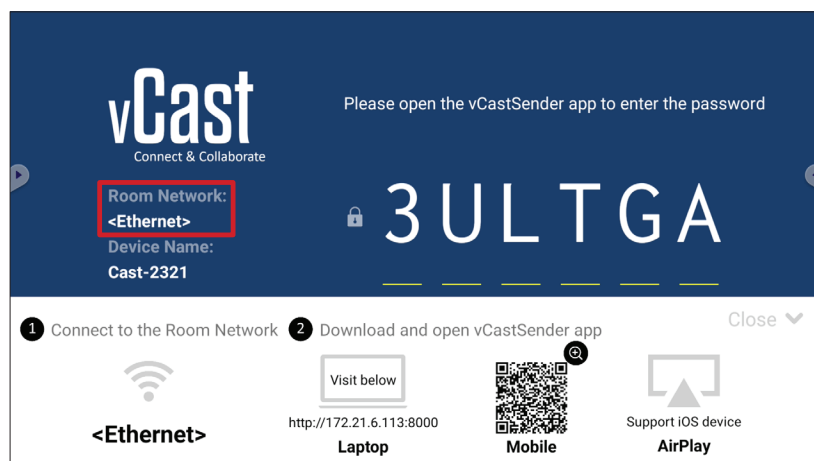 vCast
Connect & Collaborate
Please open the vCastSender app to enter the password
Room Network:
<Ethernet>
Device Name:
Cast-2321
3ULTGA
Close
1 Connect to the Room Network
2 Download and open vCastSender app
<Ethernet>
Visit below
http://172.21.6.113:8000
Laptop
Mobile
Support iOS device
AirPlay